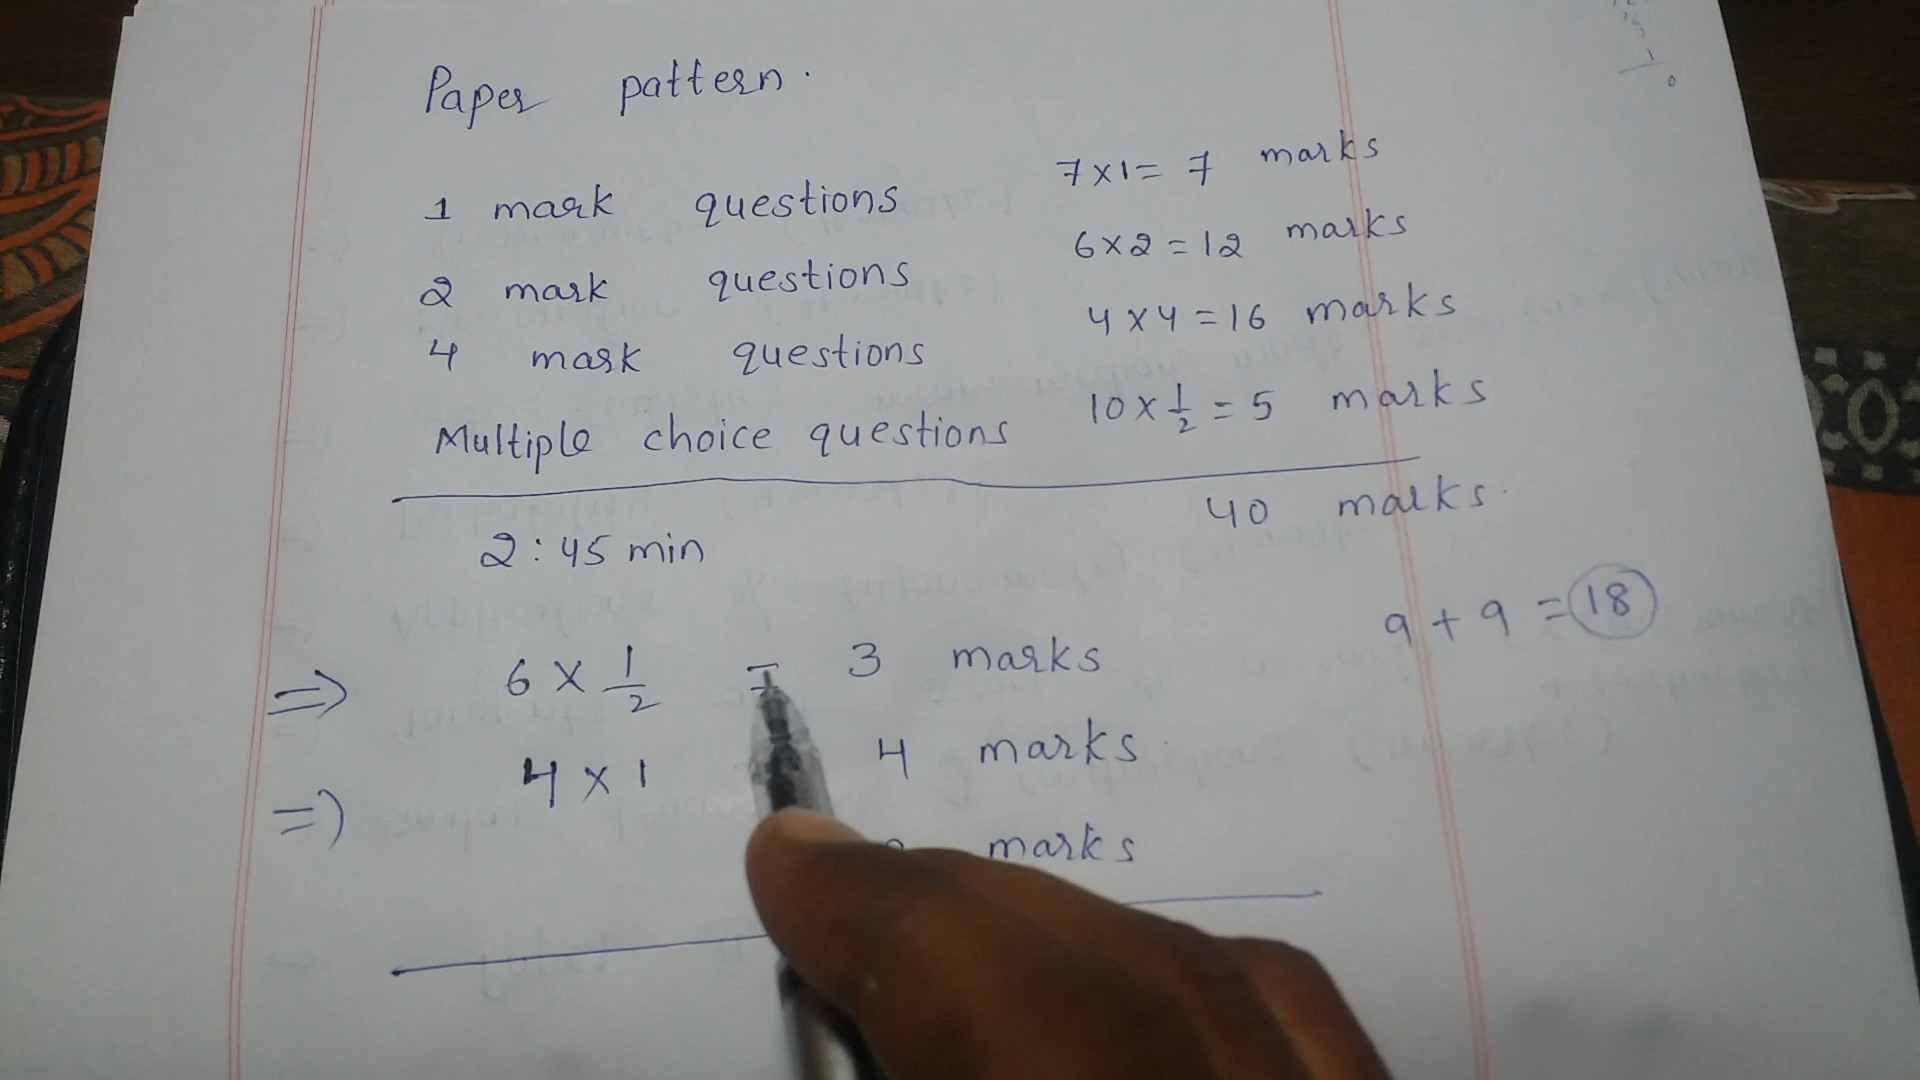 Paper pattern.
1 mark questions 7x1= 7 marks
2 mark questions 6x2=12 marks
4 mark questions 4x4=16 marks
Multiple choice questions 10x1/2=5 marks
40 marks.
2:45 min
9+9=18
=> 6x1/2 = 3 marks
=> 4x1 4 marks
marks